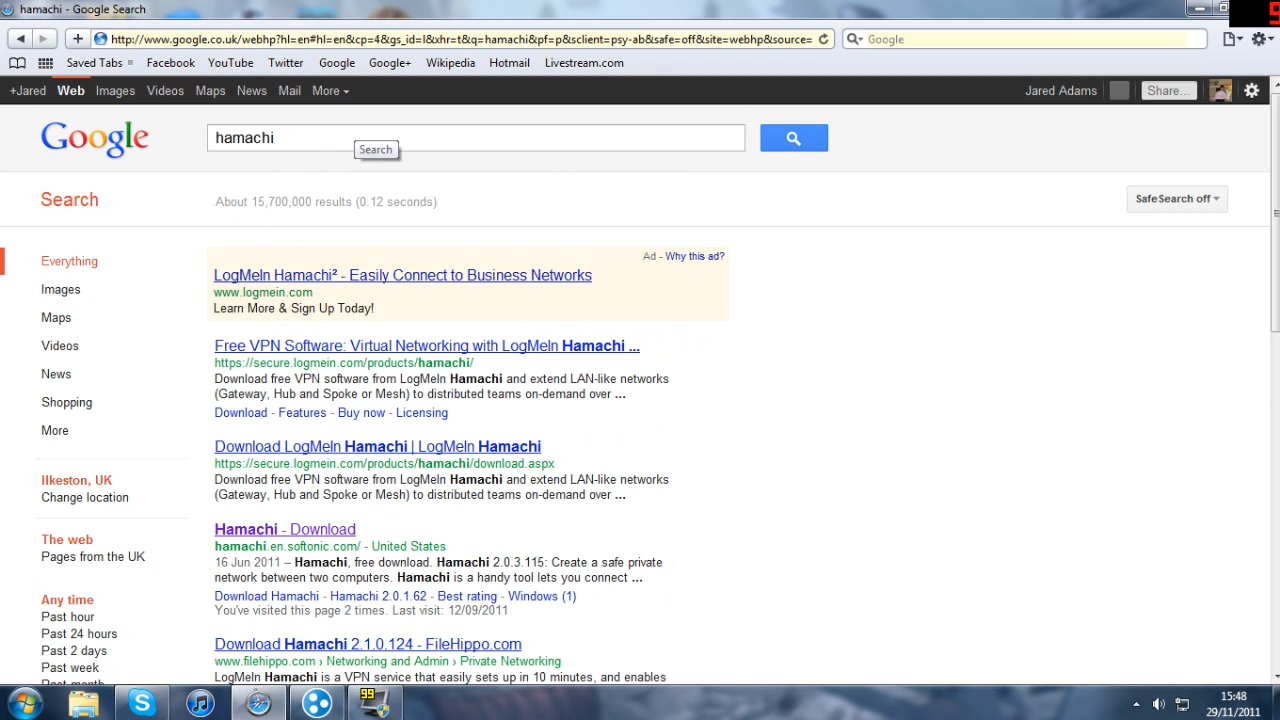 hamachi - Google Search
http://www.google.co.uk/webhp?hl=en#hl=en&cp=4&gs_id=l&xhr=t&q=hamachi&pf=p&sclient=psy-ab&safe=off&site=webhp&source=
Google
Saved Tabs
Facebook
YouTube
Twitter
Google
Google+
Wikipedia
Hotmail
Livestream.com
+Jared
Web
Images
Videos
Maps
News
Mail
More
Jared Adams
Share...
Google
hamachi
Search
Search
About 15,700,000 results (0.12 seconds)
SafeSearch off
Everything
Images
Maps
Videos
News
Shopping
More
Ilkeston, UK
Change location
The web
Pages from the UK
Any time
Past hour
Past 24 hours
Past 2 days
Past week
Past month
Ad - Why this ad?
LogMeIn Hamachi² - Easily Connect to Business Networks
www.logmein.com
Learn More & Sign Up Today!
Free VPN Software: Virtual Networking with LogMeIn Hamachi ...
https://secure.logmein.com/products/hamachi/
Download free VPN software from LogMeIn Hamachi and extend LAN-like networks
(Gateway, Hub and Spoke or Mesh) to distributed teams on-demand over ...
Download - Features - Buy now - Licensing
Download LogMeIn Hamachi | LogMeIn Hamachi
https://secure.logmein.com/products/hamachi/download.aspx
Download free VPN software from LogMeIn Hamachi and extend LAN-like networks
(Gateway, Hub and Spoke or Mesh) to distributed teams on-demand over ...
Hamachi - Download
hamachi.en.softonic.com/ - United States
16 Jun 2011 – Hamachi, free download. Hamachi 2.0.3.115: Create a safe private
network between two computers. Hamachi is a handy tool lets you connect ...
Download Hamachi - Hamachi 2.0.1.62 - Best rating - Windows (1)
You've visited this page 2 times. Last visit: 12/09/2011
Download Hamachi 2.1.0.124 - FileHippo.com
www.filehippo.com › Networking and Admin › Private Networking
LogMeIn Hamachi is a VPN service that easily sets up in 10 minutes, and enables
99
15:48
29/11/2011